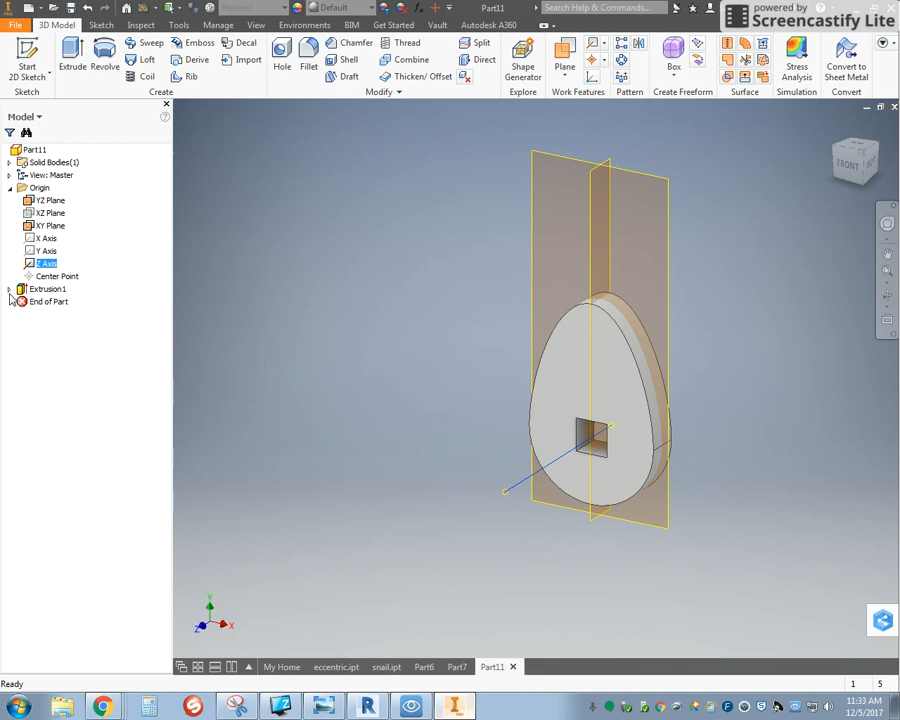 Material
Default
Part11
Search Help & Commands...
powered by
Screencastify Lite
File 3D Model Sketch Inspect Tools Manage View Environments BIM Get Started Vault Autodesk A360
Start
2D Sketch
Extrude
Revolve
Sweep
Emboss
Decal
Loft
Derive
Import
Coil
Rib
Hole
Fillet
Chamfer
Thread
Split
Shell
Combine
Direct
Draft
Thicken/ Offset
Shape
Generator
Plane
Box
Stress
Analysis
Convert to
Sheet Metal
Sketch Create Modify Explore Work Features Pattern Create Freeform Surface Simulation Convert
Model
Part11
Solid Bodies(1)
View: Master
Origin
YZ Plane
XZ Plane
XY Plane
X Axis
Y Axis
Z Axis
Center Point
Extrusion1
End of Part
FRONT
Y
Z
X
My Home eccentric.ipt snail.ipt Part6 Part7 Part11
Ready
1 5
11:33 AM
12/5/2017